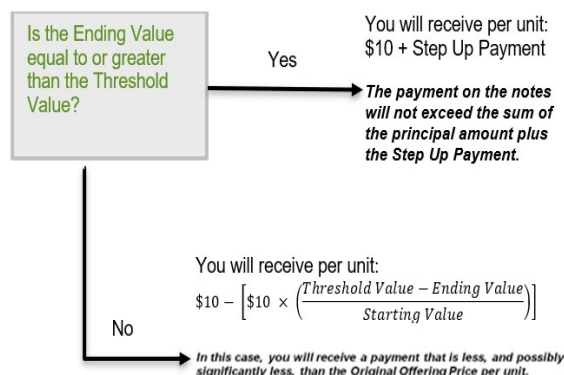 Is the Ending Value
equal to or greater
than the Threshold
Value?
Yes
You will receive per unit:
$10 + Step Up Payment
The payment on the notes
will not exceed the sum of
the principal amount plus
the Step Up Payment.
You will receive per unit:
$10 − [$10 × (Threshold Value − Ending Value / Starting Value)]
No
In this case, you will receive a payment that is less, and possibly
significantly less, than the Original Offering Price per unit.